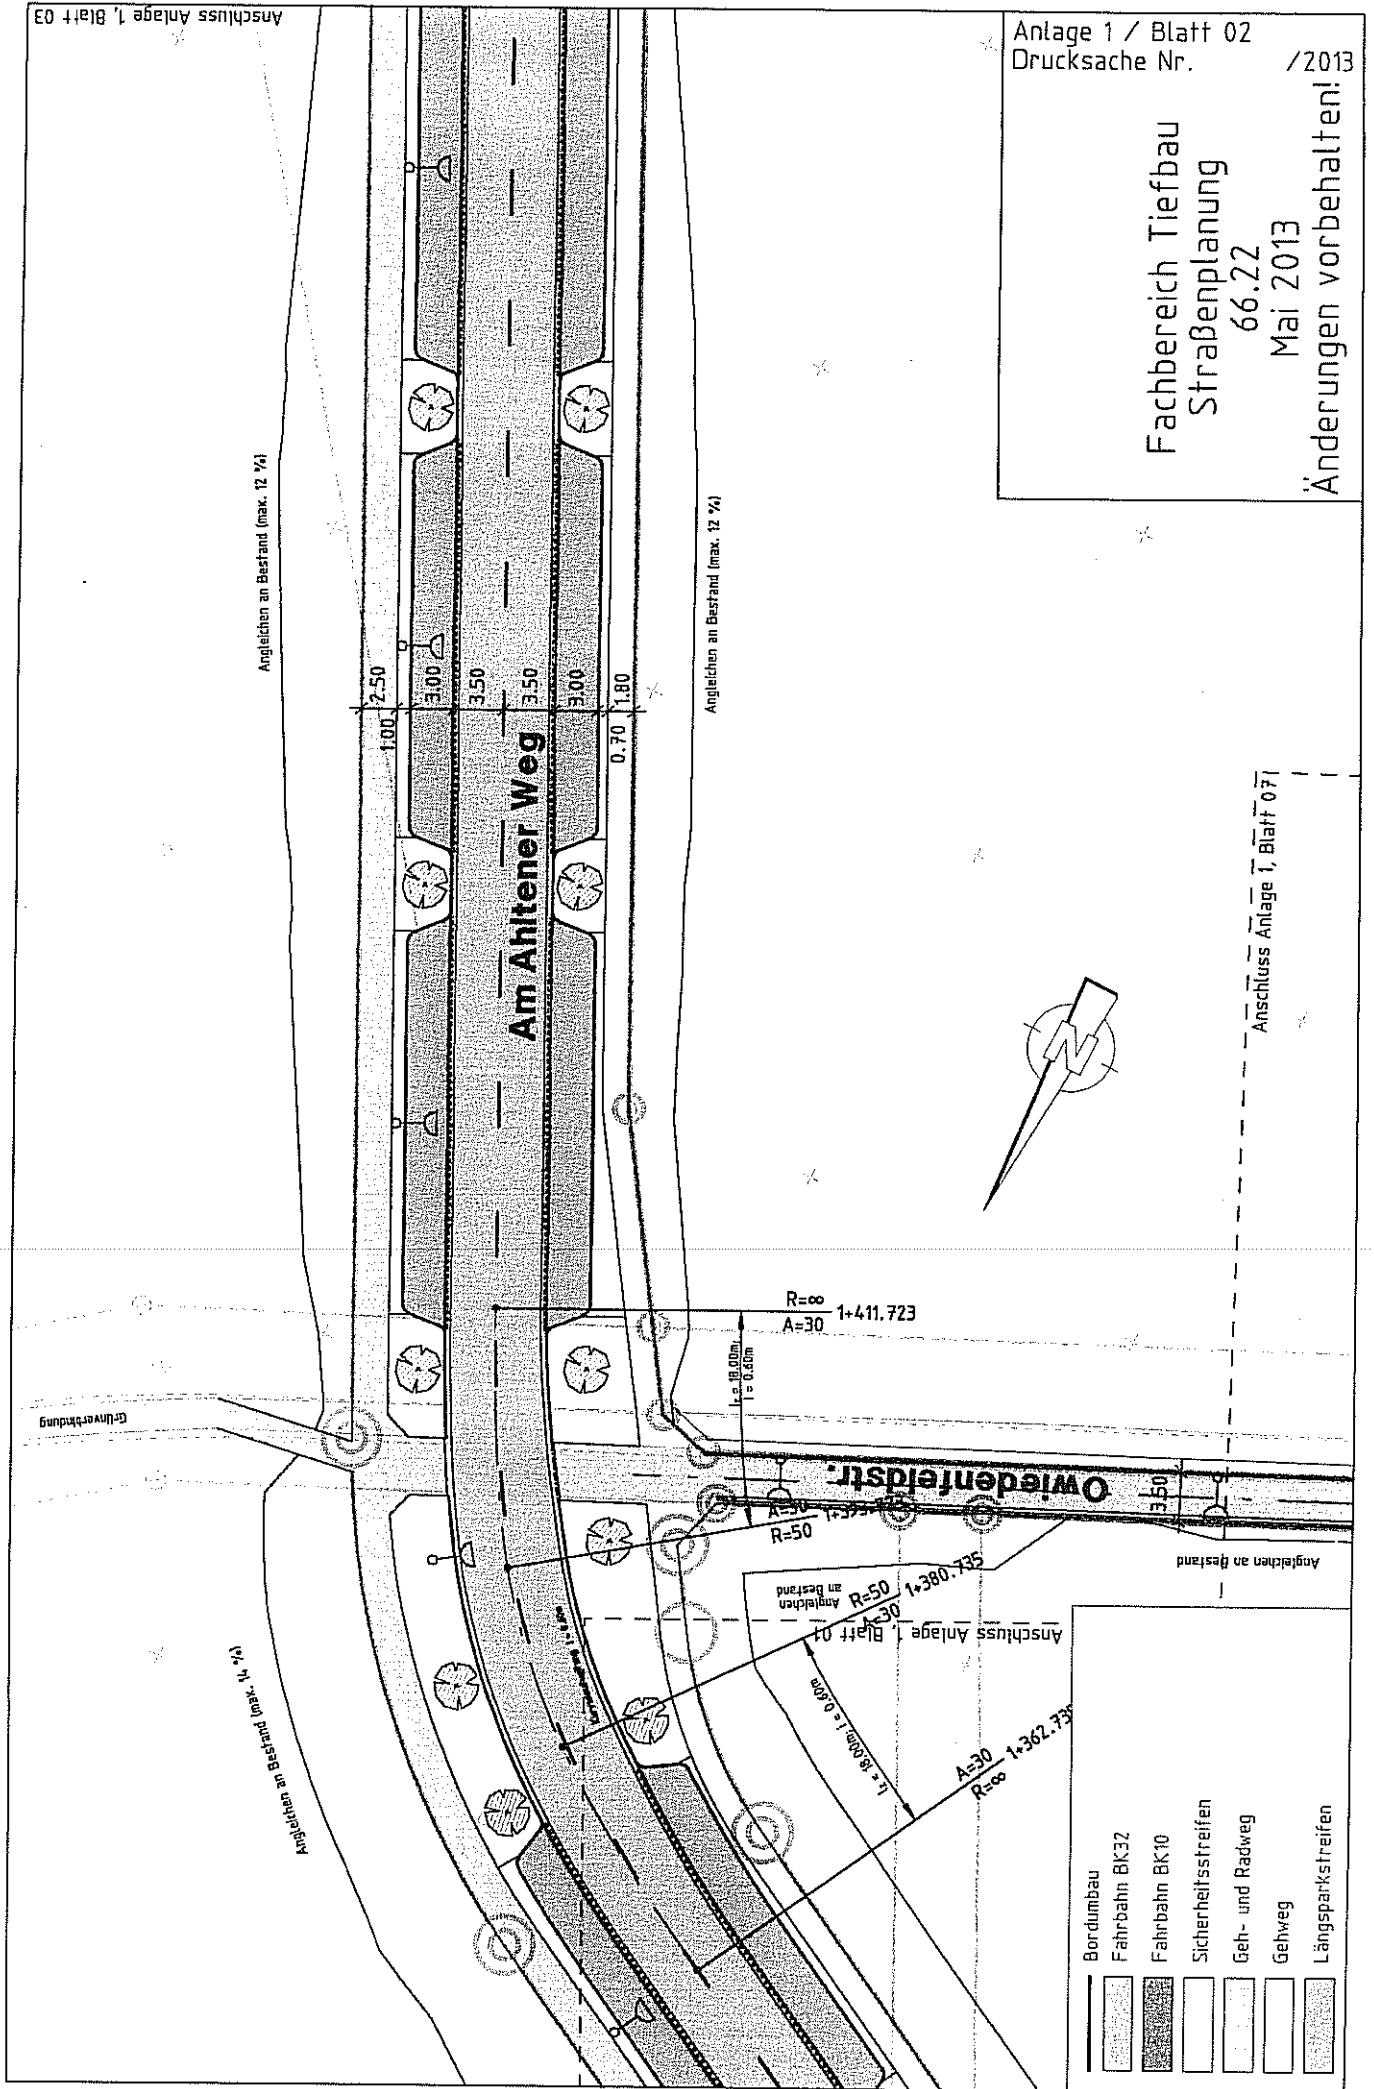 Anschluss Anlage 1, Blatt 03
Anlage 1 / Blatt 02
Drucksache Nr. /2013
Fachbereich Tiefbau
Straßenplanung
66.22
Mai 2013
Änderungen vorbehalten!
Angleichen an Bestand (max. 12 %)
2.50
1.00
3.00
3.50
3.50
3.00
0.70
1.80
Angleichen an Bestand (max. 12 %)
Am Ahltener Weg
Anschluss Anlage 1, Blatt 07
N
R=∞
A=30
1+411.723
l = 0.60m
Grünverbindung
Owiedenfeldstr.
3.50
A=30
R=50
Angleichen an Bestand
Angleichen
an Bestand
R=50
A=30
1+380.735
Anschluss Anlage 1, Blatt 01
Angleichen an Bestand (max. 14 %)
A=30
R=∞
1+362.735
Bordumbau
Fahrbahn BK32
Fahrbahn BK10
Sicherheitsstreifen
Geh- und Radweg
Gehweg
Längsparkstreifen